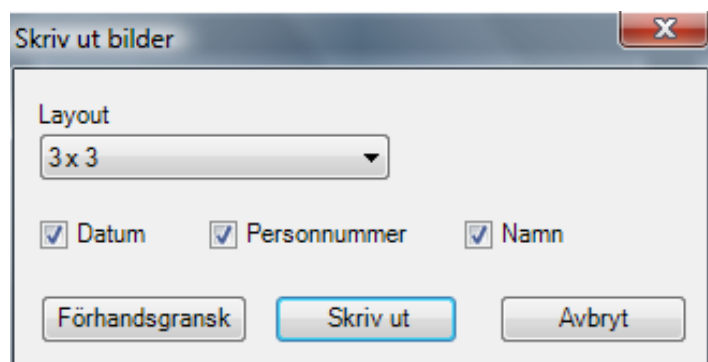 Skriv ut bilder
Layout
3 x 3
Datum Personnummer Namn
Förhandsgransk Skriv ut Avbryt